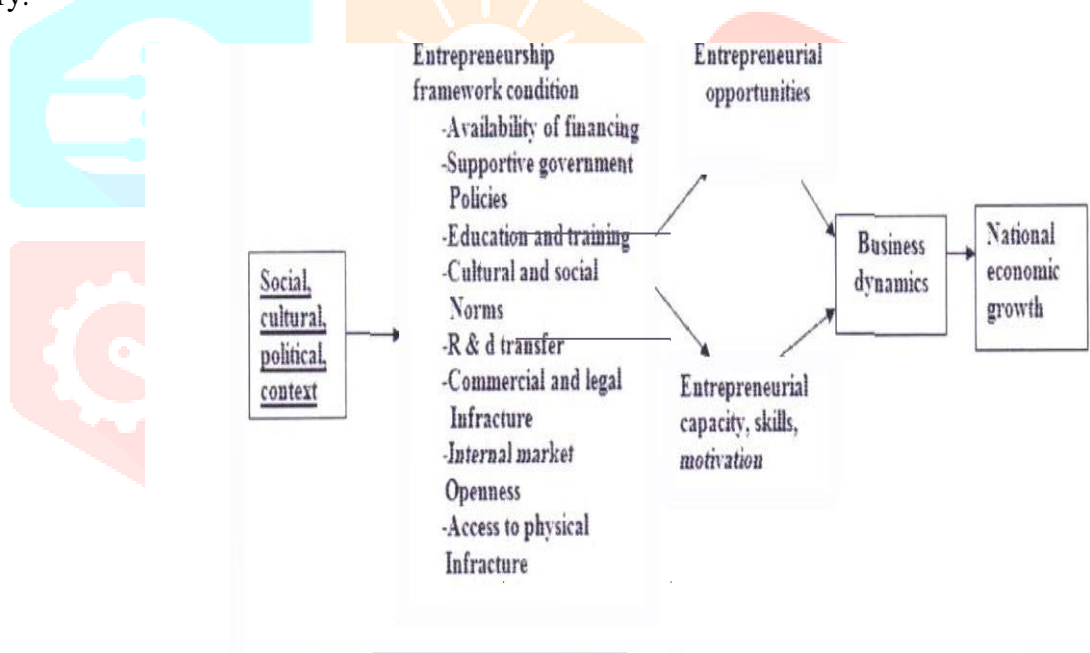 ry.
Entrepreneurship
framework condition
-Availability of financing
-Supportive government
Policies
-Education and training
-Cultural and social
Norms
-R & d transfer
-Commercial and legal
Infracture
-Internal market
Openness
-Access to physical
Infracture
Social,
cultural,
political,
context
Entrepreneurial
opportunities
Entrepreneurial
capacity, skills,
motivation
Business
dynamics
National
economic
growth